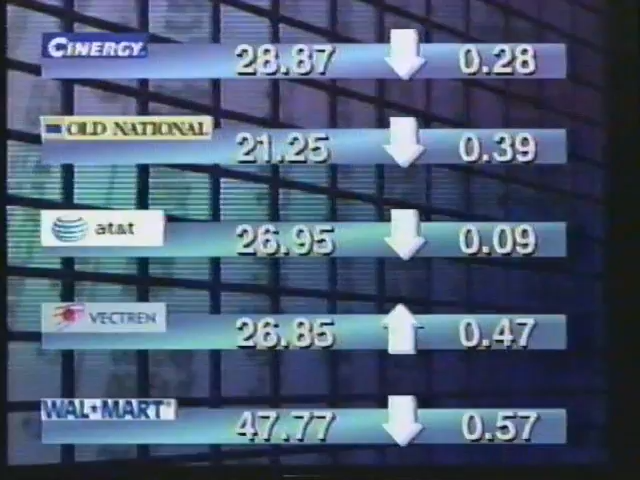 CINERGY. 28.87 0.28
OLD NATIONAL 21.25 0.39
at&t 26.95 0.09
VECTREN 26.85 0.47
WAL★MART® 47.77 0.57